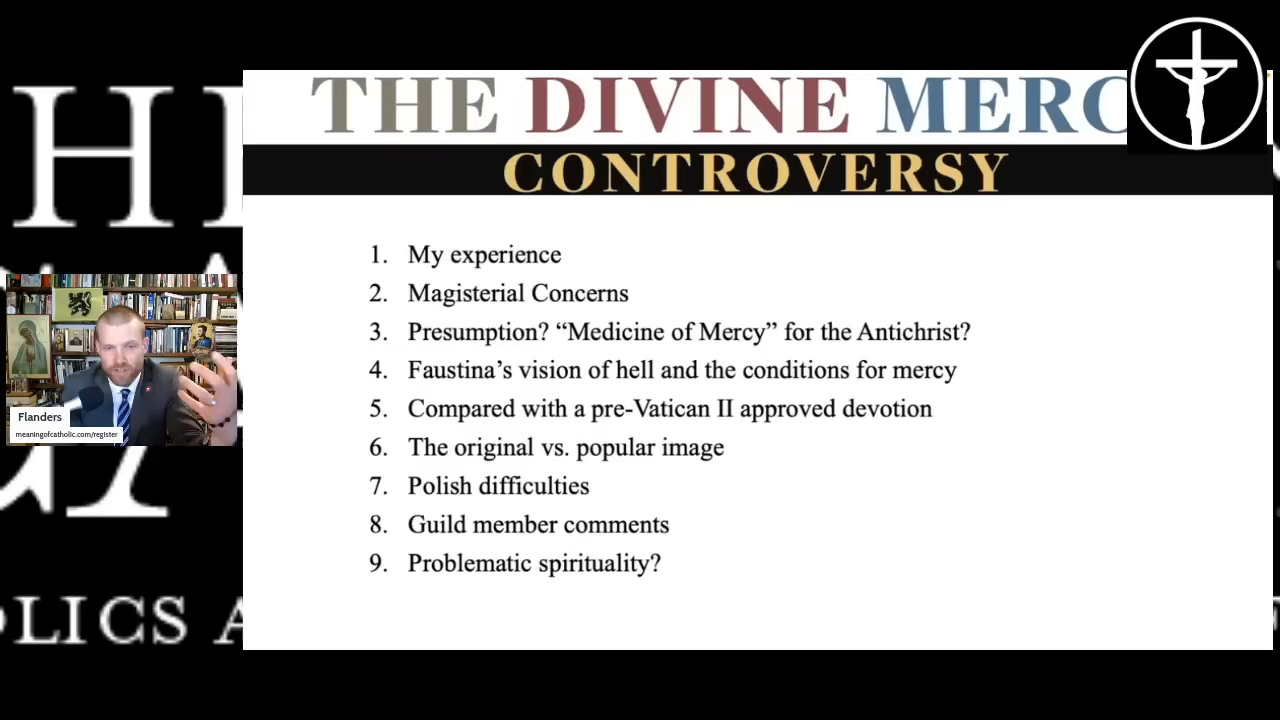 THE DIVINE MERC
CONTROVERSY
1. My experience
2. Magisterial Concerns
3. Presumption? “Medicine of Mercy” for the Antichrist?
4. Faustina’s vision of hell and the conditions for mercy
5. Compared with a pre-Vatican II approved devotion
6. The original vs. popular image
7. Polish difficulties
8. Guild member comments
9. Problematic spirituality?
Flanders
meaningofcatholic.com/register
HE
OLICS A